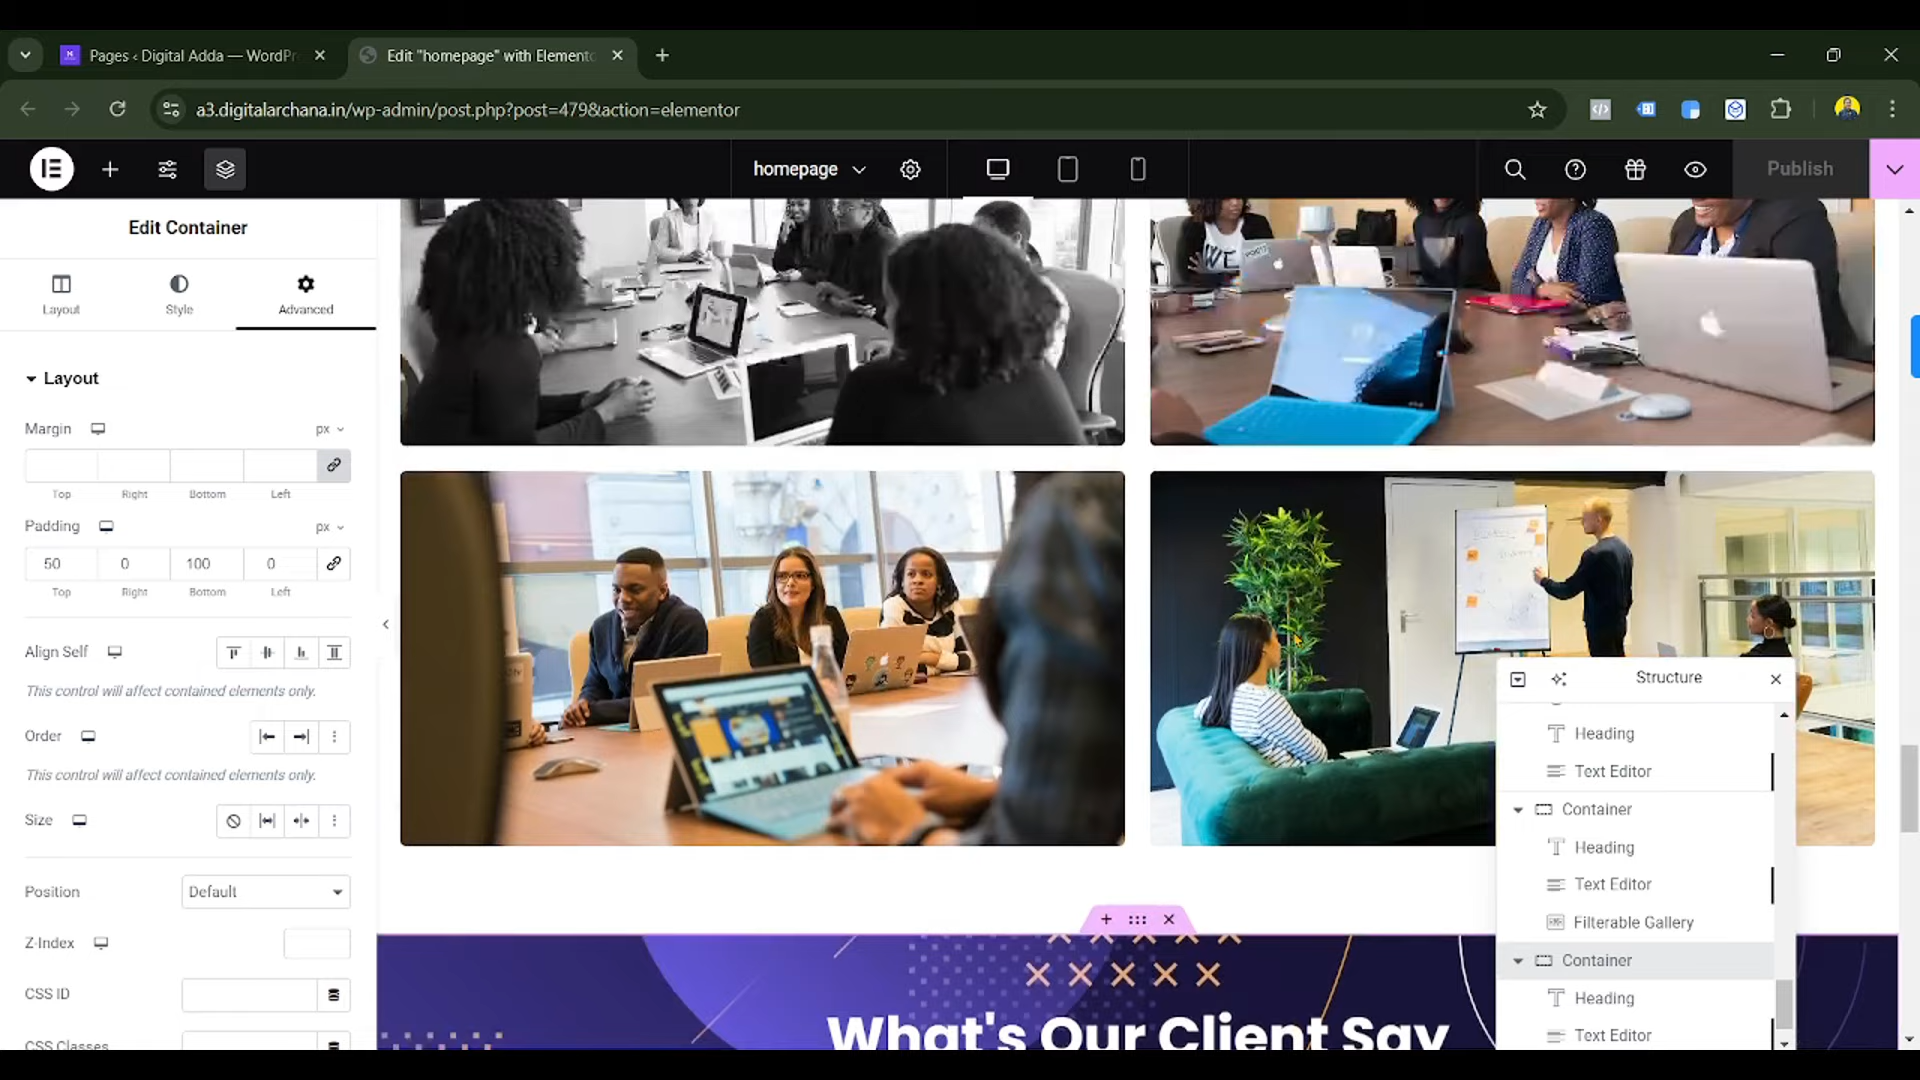 Pages ‹ Digital Adda — WordPr
Edit "homepage" with Elemento
a3.digitalarchana.in/wp-admin/post.php?post=479&action=elementor
homepage
Publish
Edit Container
Layout
Style
Advanced
Layout
Margin
px
Top
Right
Bottom
Left
Padding
px
50
0
100
0
Top
Right
Bottom
Left
Align Self
This control will affect contained elements only.
Order
This control will affect contained elements only.
Size
Position
Default
Z-Index
CSS ID
CSS Classes
What's Our Client Say
Structure
Heading
Text Editor
Container
Heading
Text Editor
Filterable Gallery
Container
Heading
Text Editor